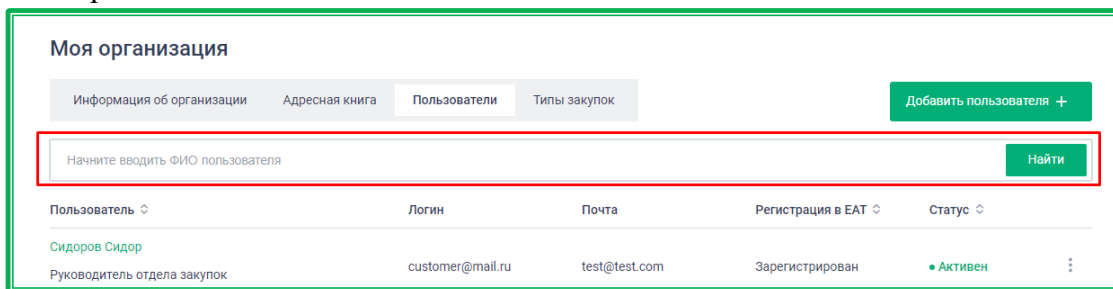 Моя организация
Информация об организации Адресная книга Пользователи Типы закупок Добавить пользователя +
Начните вводить ФИО пользователя Найти
Пользователь Логин Почта Регистрация в ЕАТ Статус
Сидоров Сидор
Руководитель отдела закупок customer@mail.ru test@test.com Зарегистрирован Активен